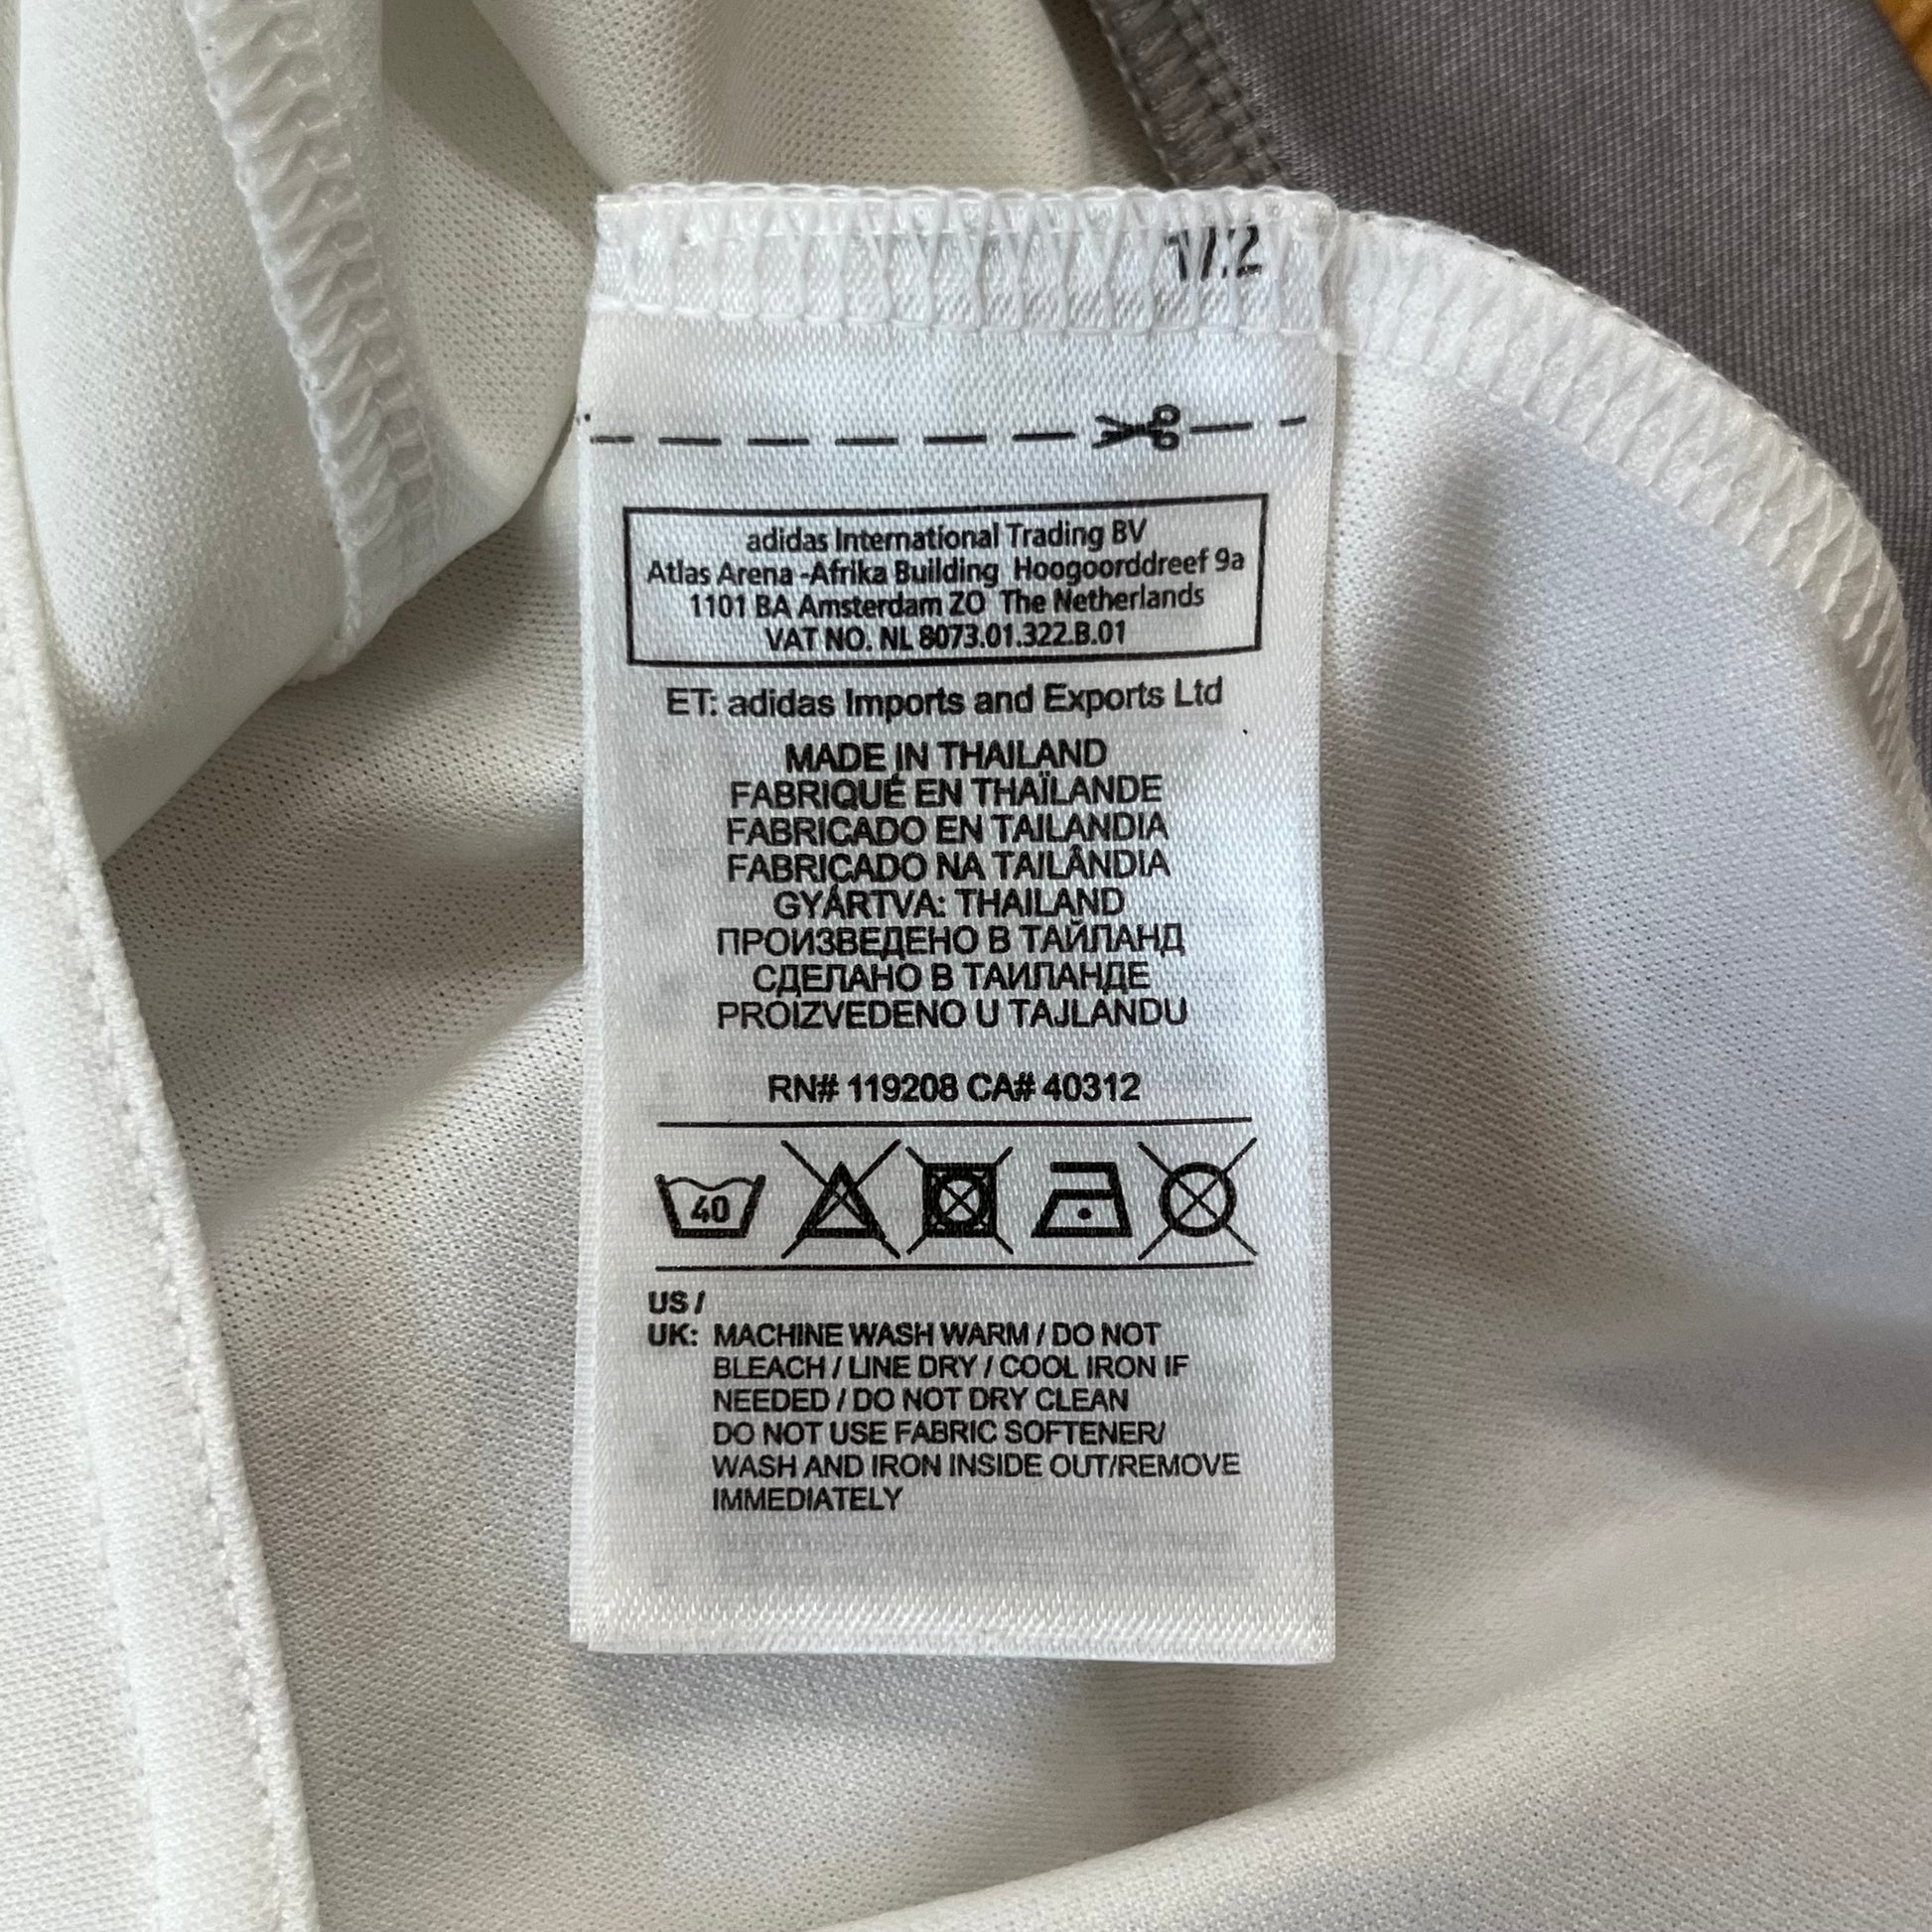 1/.2
adidas International Trading BV
Atlas Arena -Afrika Building Hoogoorddreef 9a
1101 BA Amsterdam ZO The Netherlands
VAT NO. NL 8073.01.322.B.01
ET: adidas Imports and Exports Ltd
MADE IN THAILAND
FABRIQUÉ EN THAÏLANDE
FABRICADO EN TAILANDIA
FABRICADO NA TAILÂNDIA
GYÁRTVA: THAILAND
ПРОИЗВЕДЕНО В ТАЙЛАНД
СДЕЛАНО В ТАИЛАНДЕ
PROIZVEDENO U TAJLANDU
RN# 119208 CA# 40312
40
US /
UK: MACHINE WASH WARM / DO NOT
BLEACH / LINE DRY / COOL IRON IF
NEEDED / DO NOT DRY CLEAN
DO NOT USE FABRIC SOFTENER/
WASH AND IRON INSIDE OUT/REMOVE
IMMEDIATELY